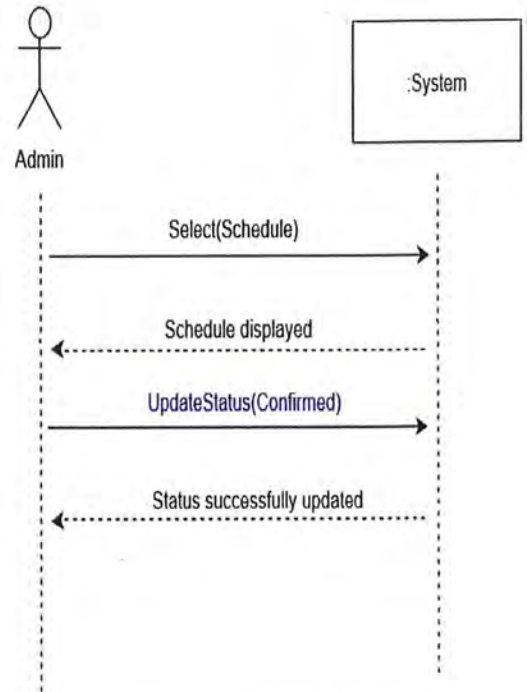 :System
Admin
Select(Schedule)
Schedule displayed
UpdateStatus(Confirmed)
Status successfully updated